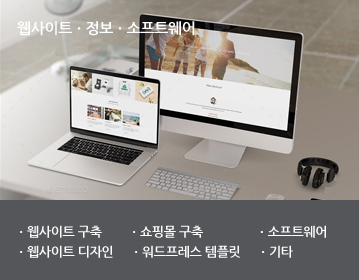 웹사이트 · 정보 · 소프트웨어
· 웹사이트 구축 · 쇼핑몰 구축 · 소프트웨어
· 웹사이트 디자인 · 워드프레스 템플릿 · 기타